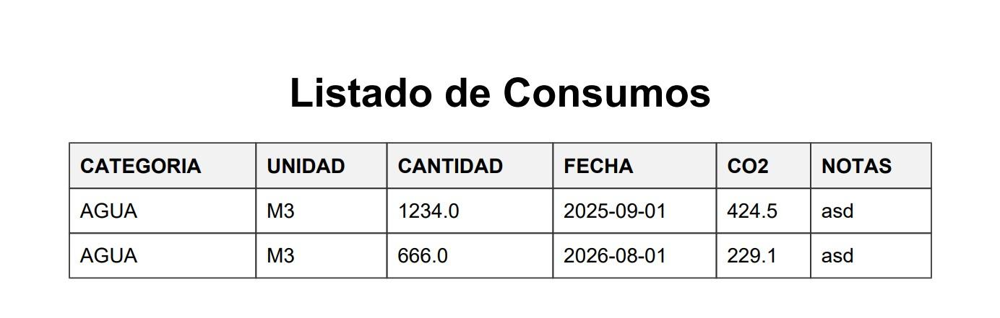 Listado de Consumos
CATEGORIA UNIDAD CANTIDAD FECHA CO2 NOTAS
AGUA M3 1234.0 2025-09-01 424.5 asd
AGUA M3 666.0 2026-08-01 229.1 asd